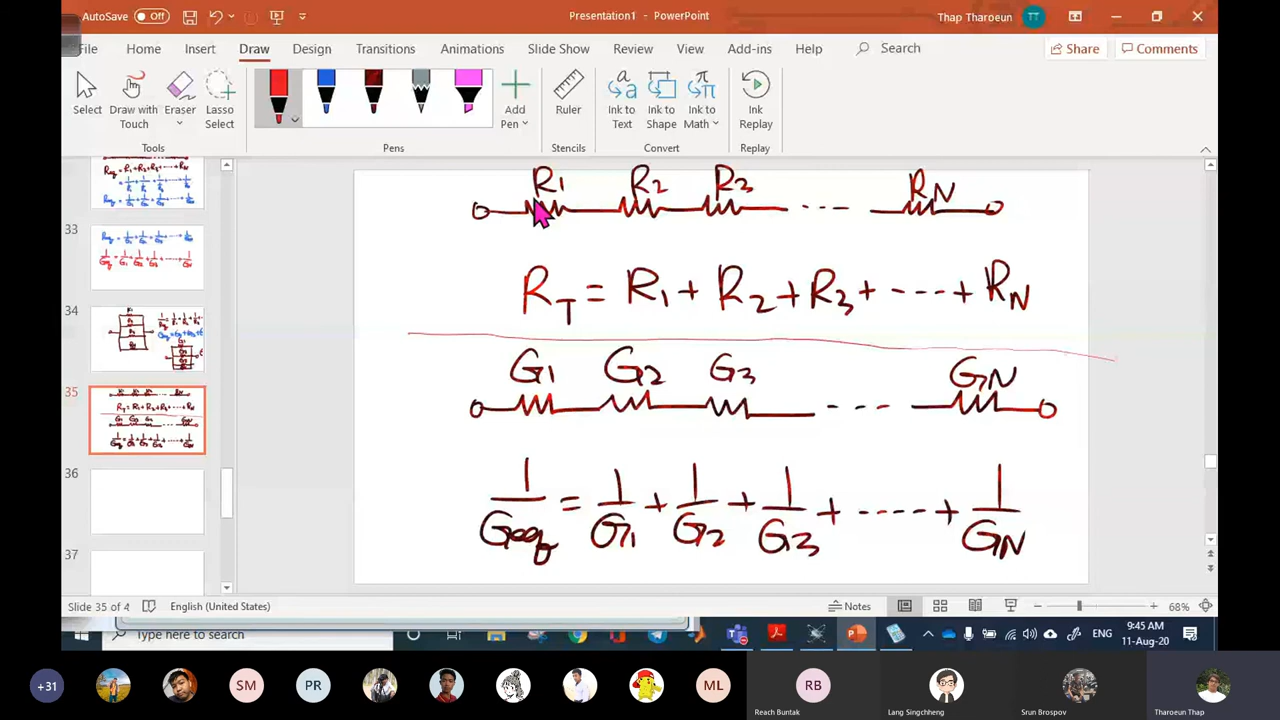 AutoSave Off
Presentation1 - PowerPoint
Thap Tharoeun TT
File Home Insert Draw Design Transitions Animations Slide Show Review View Add-ins Help Search Share Comments
Select
Draw with Touch
Eraser
Lasso Select
Add Pen
Ruler
Ink to Text
Ink to Shape
Ink to Math
Ink Replay
Tools Pens Stencils Convert Replay
33
34
35
36
37
R1 R2 R3 RN
RT = R1 + R2 + R3 + ---- + RN
G1 G2 G3 --- GN
1/Geq = 1/G1 + 1/G2 + 1/G3 + ----- + 1/GN
Slide 35 of 4 English (United States) Notes 68%
Type here to search
ENG
9:45 AM
11-Aug-20
+31 SM PR ML RB
Reach Buntak Lang Singchheng Srun Brospov Tharoeun Thap